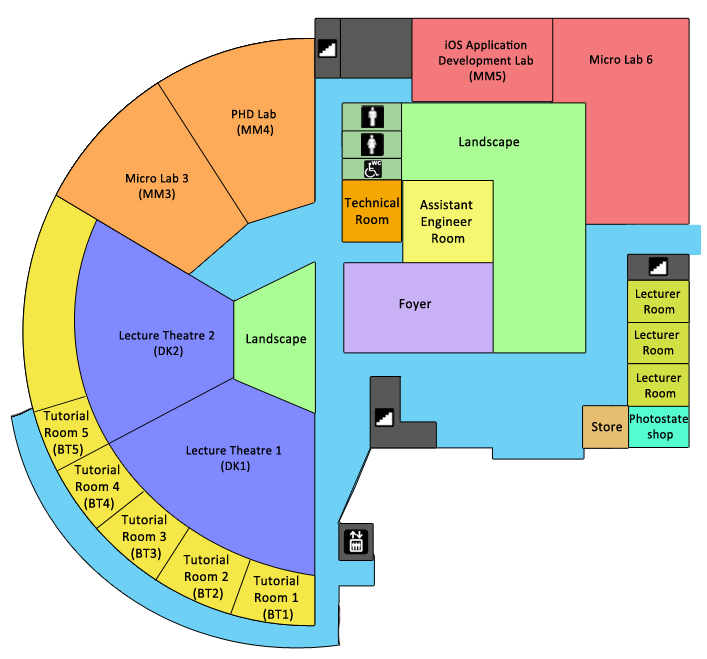 iOS Application
Development Lab
(MM5)
Micro Lab 6
PHD Lab
(MM4)
Landscape
WC
Micro Lab 3
(MM3)
Technical
Room
Assistant
Engineer
Room
Lecturer
Room
Foyer
Lecture Theatre 2
(DK2)
Landscape
Lecturer
Room
Lecturer
Room
Tutorial
Room 5
(BT5)
Store
Photostate
shop
Lecture Theatre 1
(DK1)
Tutorial
Room 4
(BT4)
Tutorial
Room 3
(BT3)
Tutorial
Room 2
(BT2)
Tutorial
Room 1
(BT1)